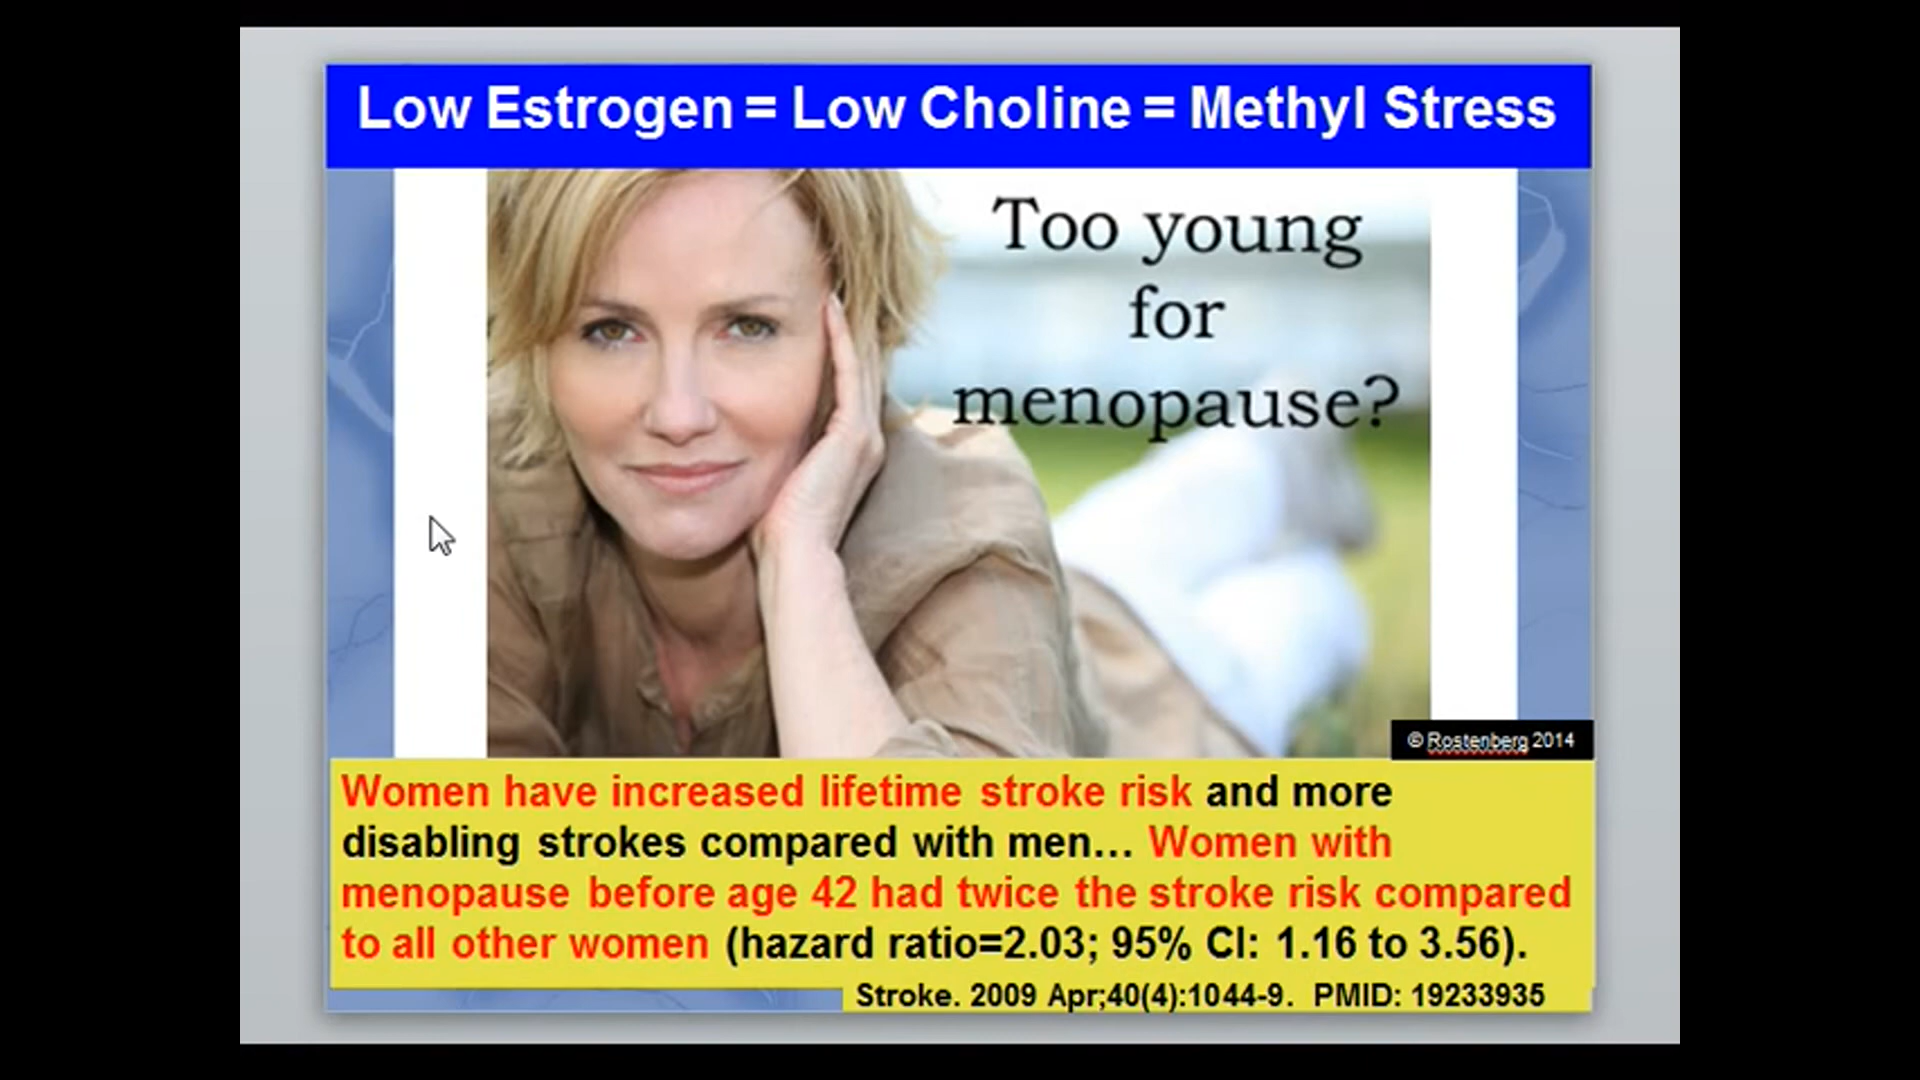 Low Estrogen = Low Choline = Methyl Stress
Too young
for
menopause?
© Rostenberg 2014
Women have increased lifetime stroke risk and more
disabling strokes compared with men... Women with
menopause before age 42 had twice the stroke risk compared
to all other women (hazard ratio=2.03; 95% CI: 1.16 to 3.56).
Stroke. 2009 Apr;40(4):1044-9. PMID: 19233935